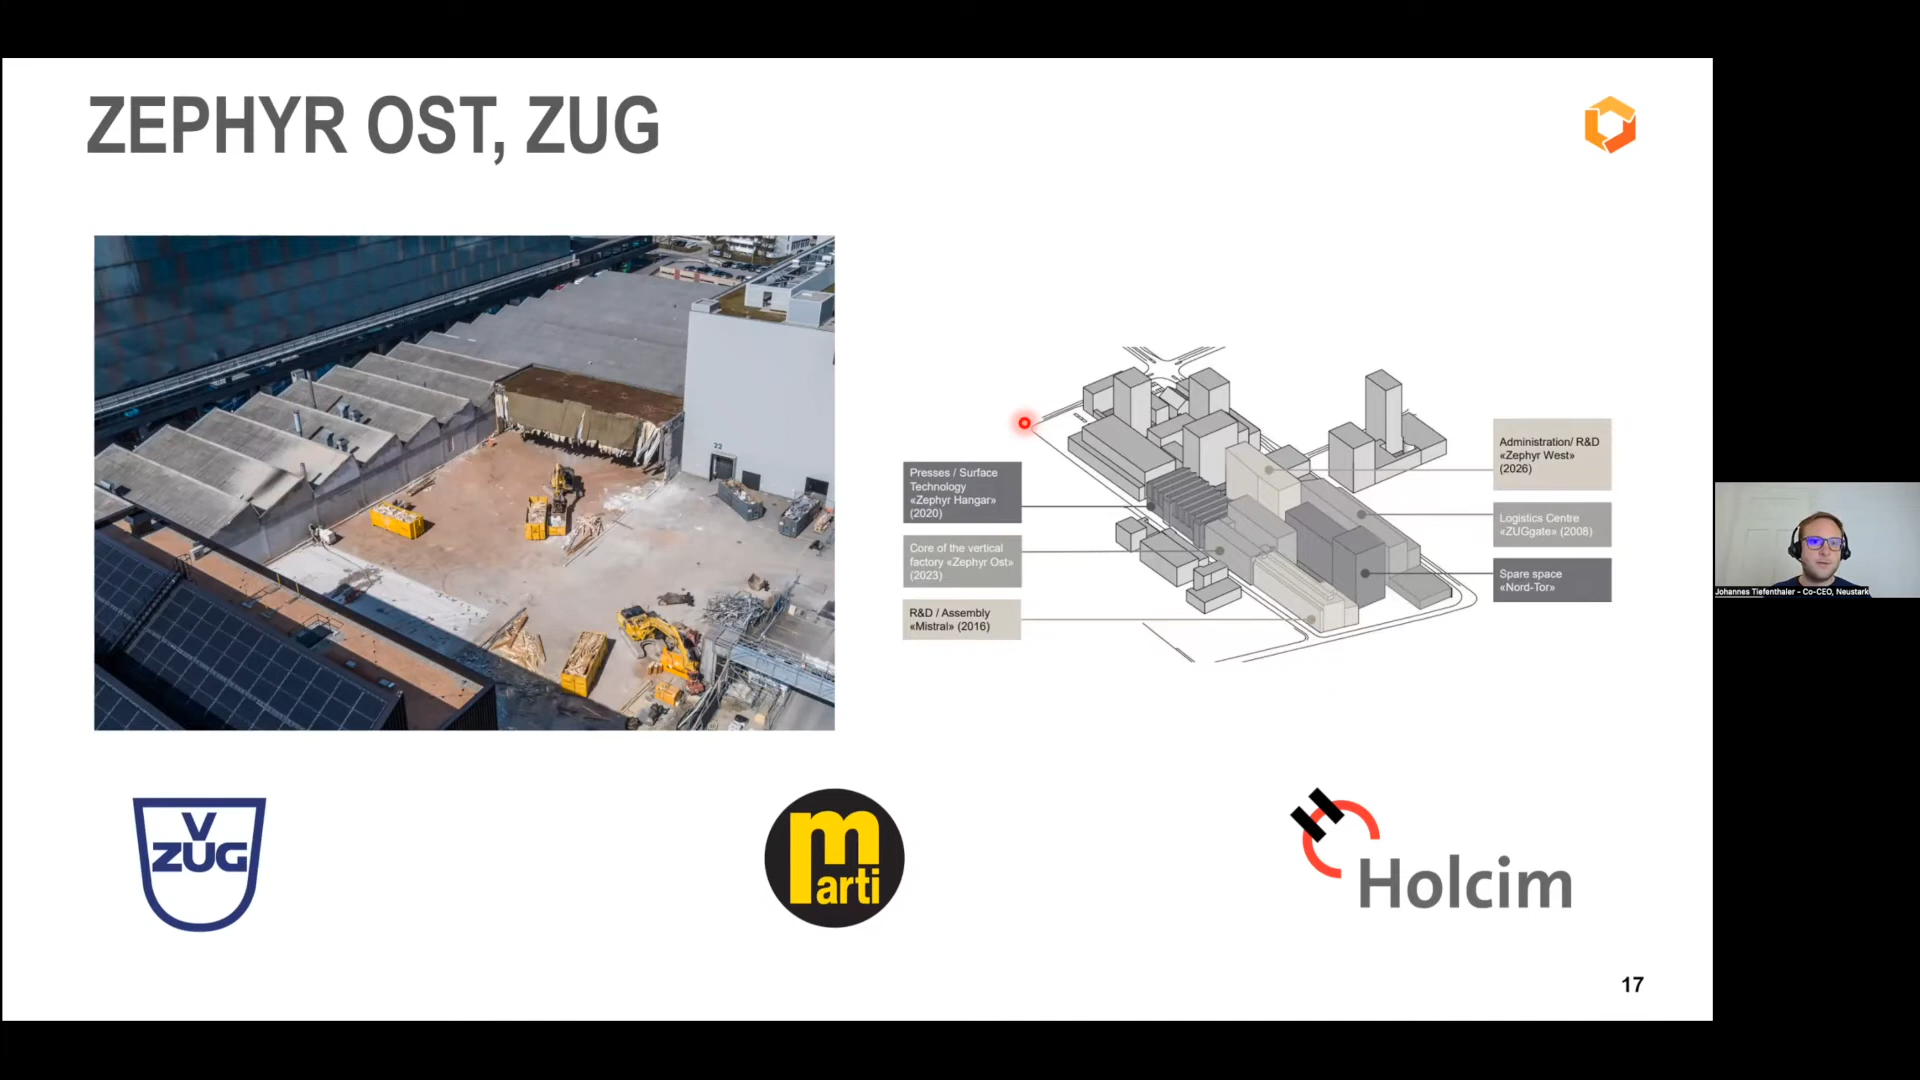 ZEPHYR OST, ZUG
22
Presses / Surface
Technology
«Zephyr Hangar»
(2020)
Core of the vertical
factory «Zephyr Ost»
(2023)
R&D / Assembly
«Mistral» (2016)
Administration/ R&D
«Zephyr West»
(2026)
Logistics Centre
«ZUGgate» (2008)
Spare space
«Nord-Tor»
V
ZUG
marti
Holcim
17
Johannes Tiefenthaler – Co-CEO, Neustark